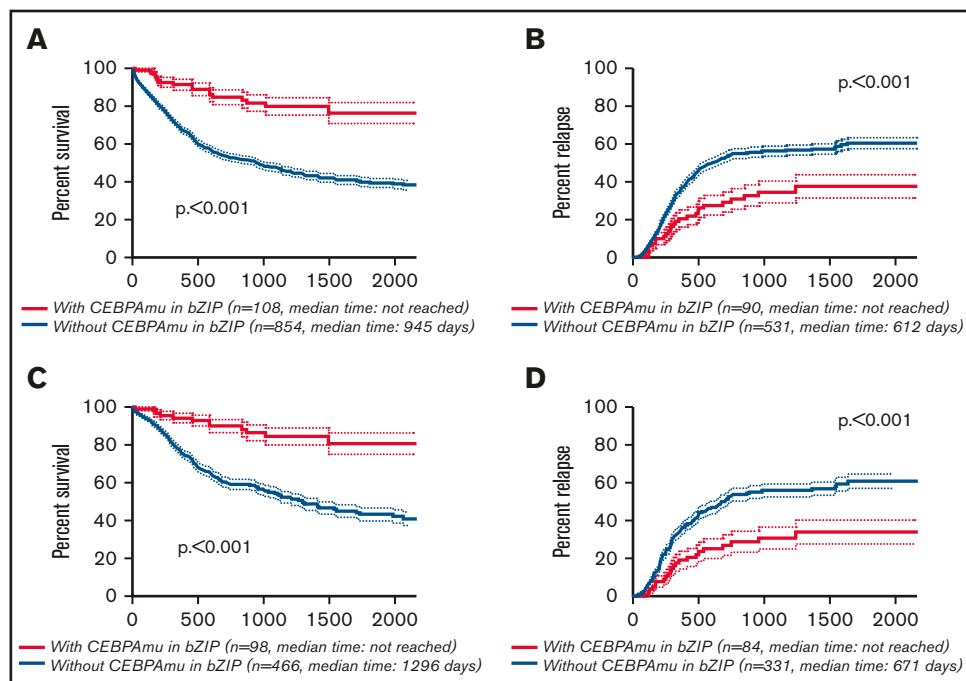 A
B
100
80
60
40
20
0
Percent survival
p.<0.001
0 500 1000 1500 2000
With CEBPAmu in bZIP (n=108, median time: not reached)
Without CEBPAmu in bZIP (n=854, median time: 945 days)
100
80
60
40
20
0
Percent relapse
p.<0.001
0 500 1000 1500 2000
With CEBPAmu in bZIP (n=90, median time: not reached)
Without CEBPAmu in bZIP (n=531, median time: 612 days)
C
D
100
80
60
40
20
0
Percent survival
p.<0.001
0 500 1000 1500 2000
With CEBPAmu in bZIP (n=98, median time: not reached)
Without CEBPAmu in bZIP (n=466, median time: 1296 days)
100
80
60
40
20
0
Percent relapse
p.<0.001
0 500 1000 1500 2000
With CEBPAmu in bZIP (n=84, median time: not reached)
Without CEBPAmu in bZIP (n=331, median time: 671 days)